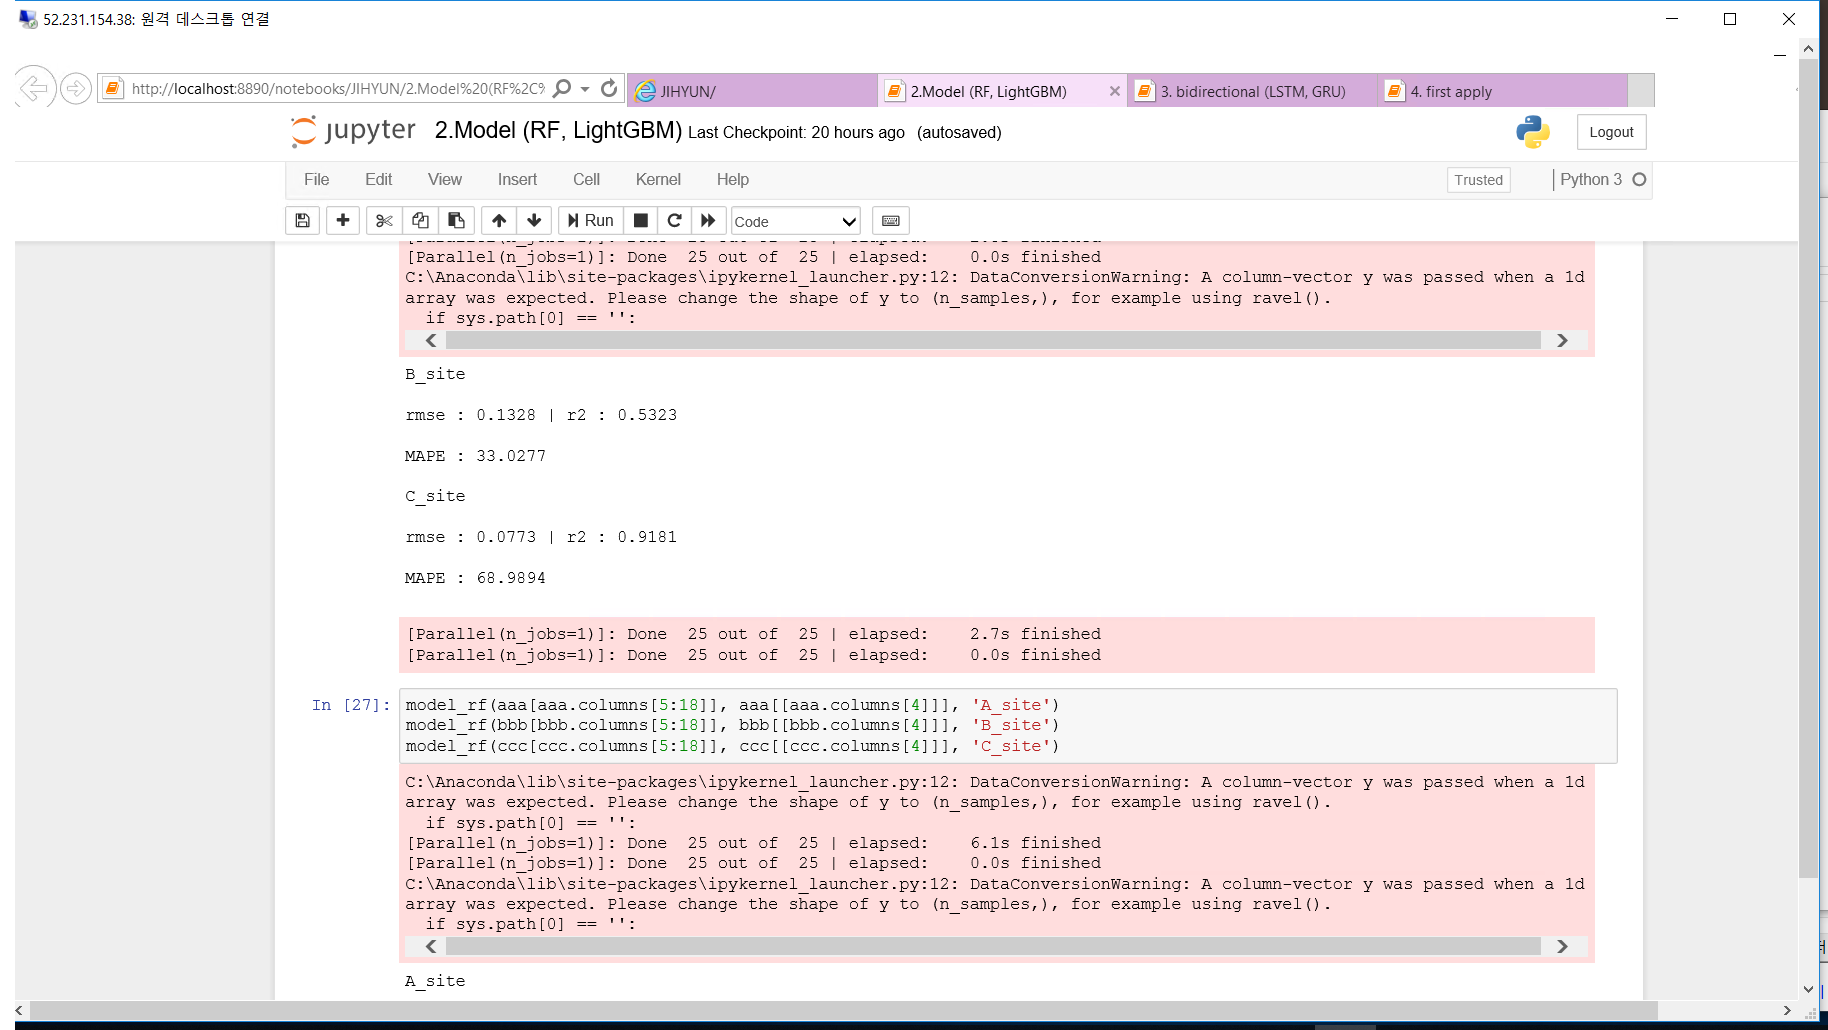 52.231.154.38: 원격 데스크톱 연결
http://localhost:8890/notebooks/JIHYUN/2.Model%20(RF%2C%
JIHYUN/
2.Model (RF, LightGBM)
3. bidirectional (LSTM, GRU)
4. first apply
jupyter 2.Model (RF, LightGBM) Last Checkpoint: 20 hours ago (autosaved)
Logout
File Edit View Insert Cell Kernel Help
Trusted
Python 3
Run
Code
[Parallel(n_jobs=1)]: Done 25 out of 25 | elapsed: 0.0s finished
C:\Anaconda\lib\site-packages\ipykernel_launcher.py:12: DataConversionWarning: A column-vector y was passed when a 1d
array was expected. Please change the shape of y to (n_samples,), for example using ravel().
if sys.path[0] == '':
B_site
rmse : 0.1328 | r2 : 0.5323
MAPE : 33.0277
C_site
rmse : 0.0773 | r2 : 0.9181
MAPE : 68.9894
[Parallel(n_jobs=1)]: Done 25 out of 25 | elapsed: 2.7s finished
[Parallel(n_jobs=1)]: Done 25 out of 25 | elapsed: 0.0s finished
In [27]:
model_rf(aaa[aaa.columns[5:18]], aaa[[aaa.columns[4]]], 'A_site')
model_rf(bbb[bbb.columns[5:18]], bbb[[bbb.columns[4]]], 'B_site')
model_rf(ccc[ccc.columns[5:18]], ccc[[ccc.columns[4]]], 'C_site')
C:\Anaconda\lib\site-packages\ipykernel_launcher.py:12: DataConversionWarning: A column-vector y was passed when a 1d
array was expected. Please change the shape of y to (n_samples,), for example using ravel().
if sys.path[0] == '':
[Parallel(n_jobs=1)]: Done 25 out of 25 | elapsed: 6.1s finished
[Parallel(n_jobs=1)]: Done 25 out of 25 | elapsed: 0.0s finished
C:\Anaconda\lib\site-packages\ipykernel_launcher.py:12: DataConversionWarning: A column-vector y was passed when a 1d
array was expected. Please change the shape of y to (n_samples,), for example using ravel().
if sys.path[0] == '':
A_site